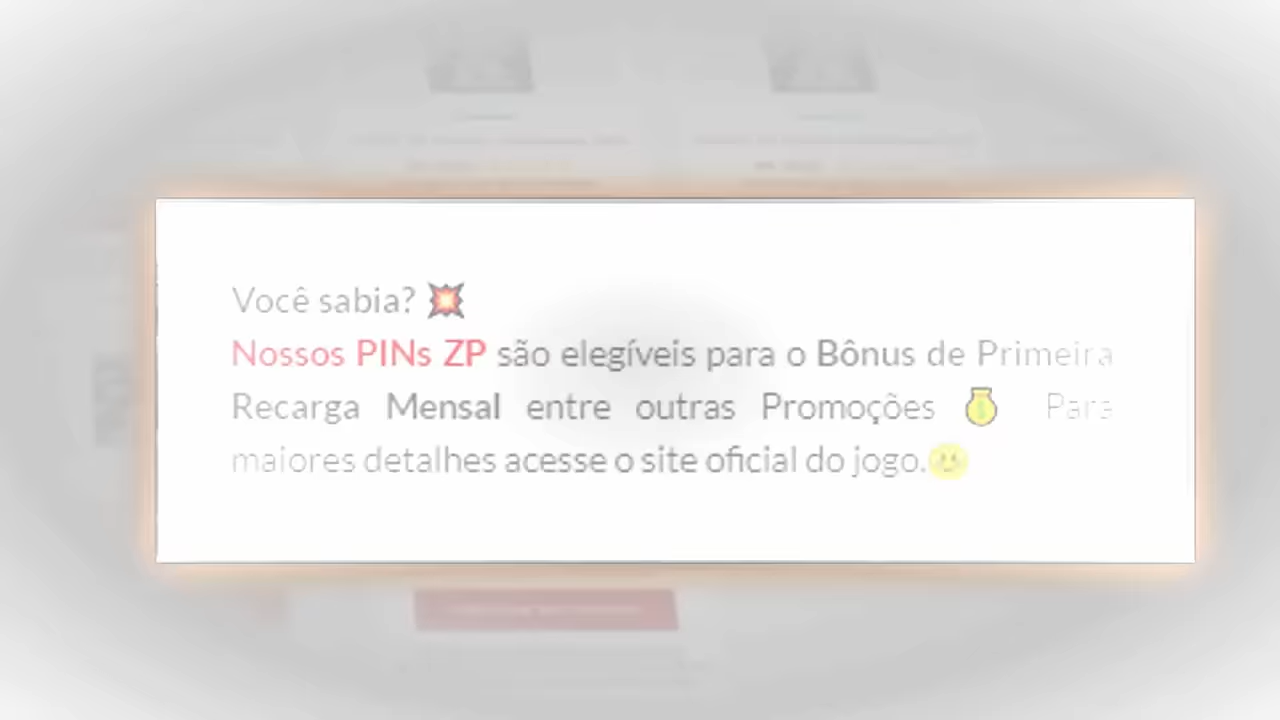 Você sabia? 💥
Nossos PINs ZP são elegíveis para o Bônus de Primeira
Recarga Mensal entre outras Promoções 💰 Para
maiores detalhes acesse o site oficial do jogo.